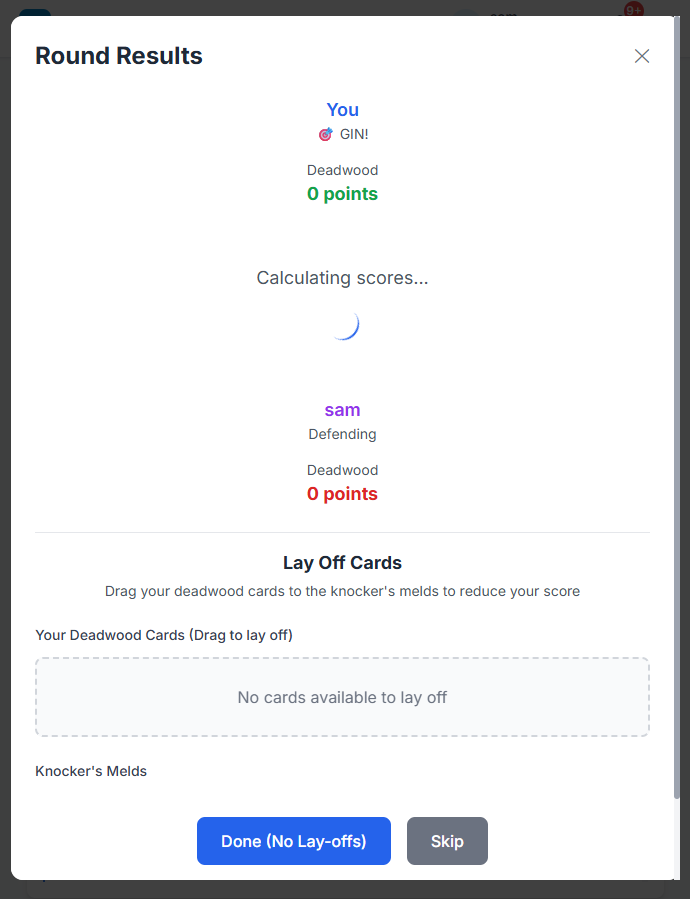 9+
Round Results
You
🎯 GIN!
Deadwood
0 points
Calculating scores...
sam
Defending
Deadwood
0 points
Lay Off Cards
Drag your deadwood cards to the knocker's melds to reduce your score
Your Deadwood Cards (Drag to lay off)
No cards available to lay off
Knocker's Melds
Done (No Lay-offs)
Skip